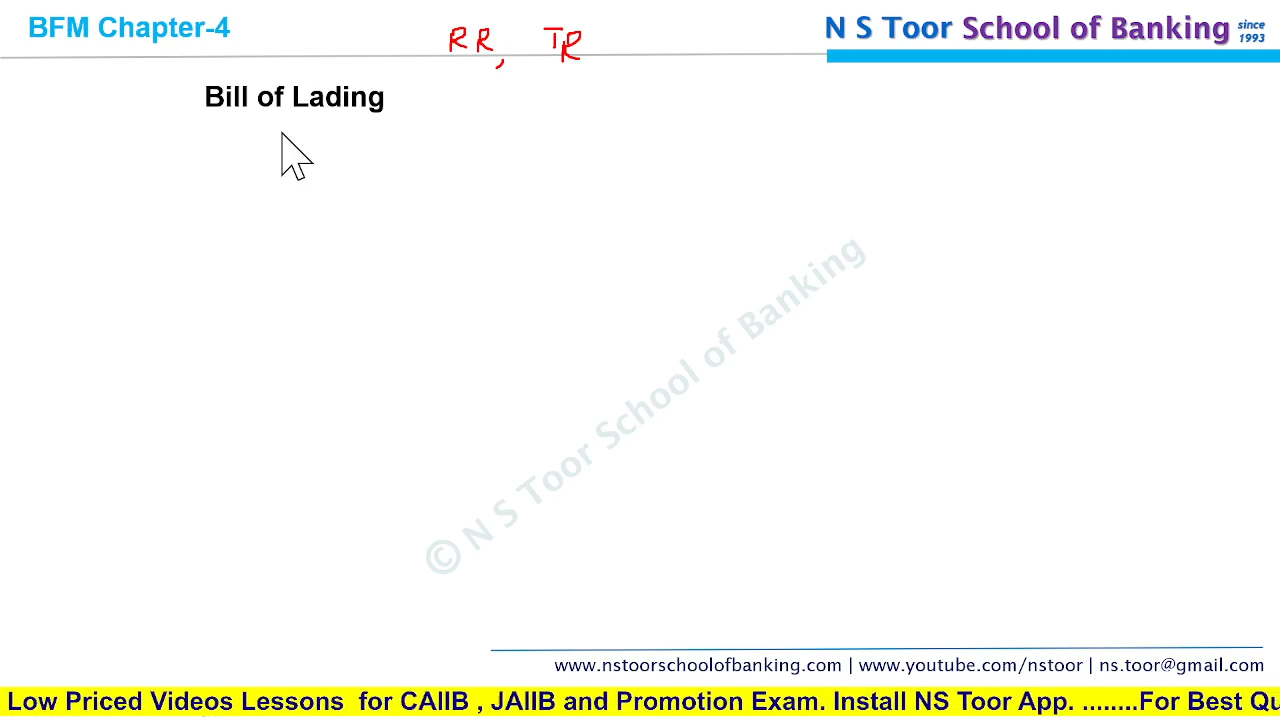 BFM Chapter-4
RR, TR
N S Toor School of Banking since 1993
Bill of Lading
© N S Toor School of Banking
www.nstoorschoolofbanking.com | www.youtube.com/nstoor | ns.toor@gmail.com
Low Priced Videos Lessons for CAIIB , JAIIB and Promotion Exam. Install NS Toor App. ........For Best Qu